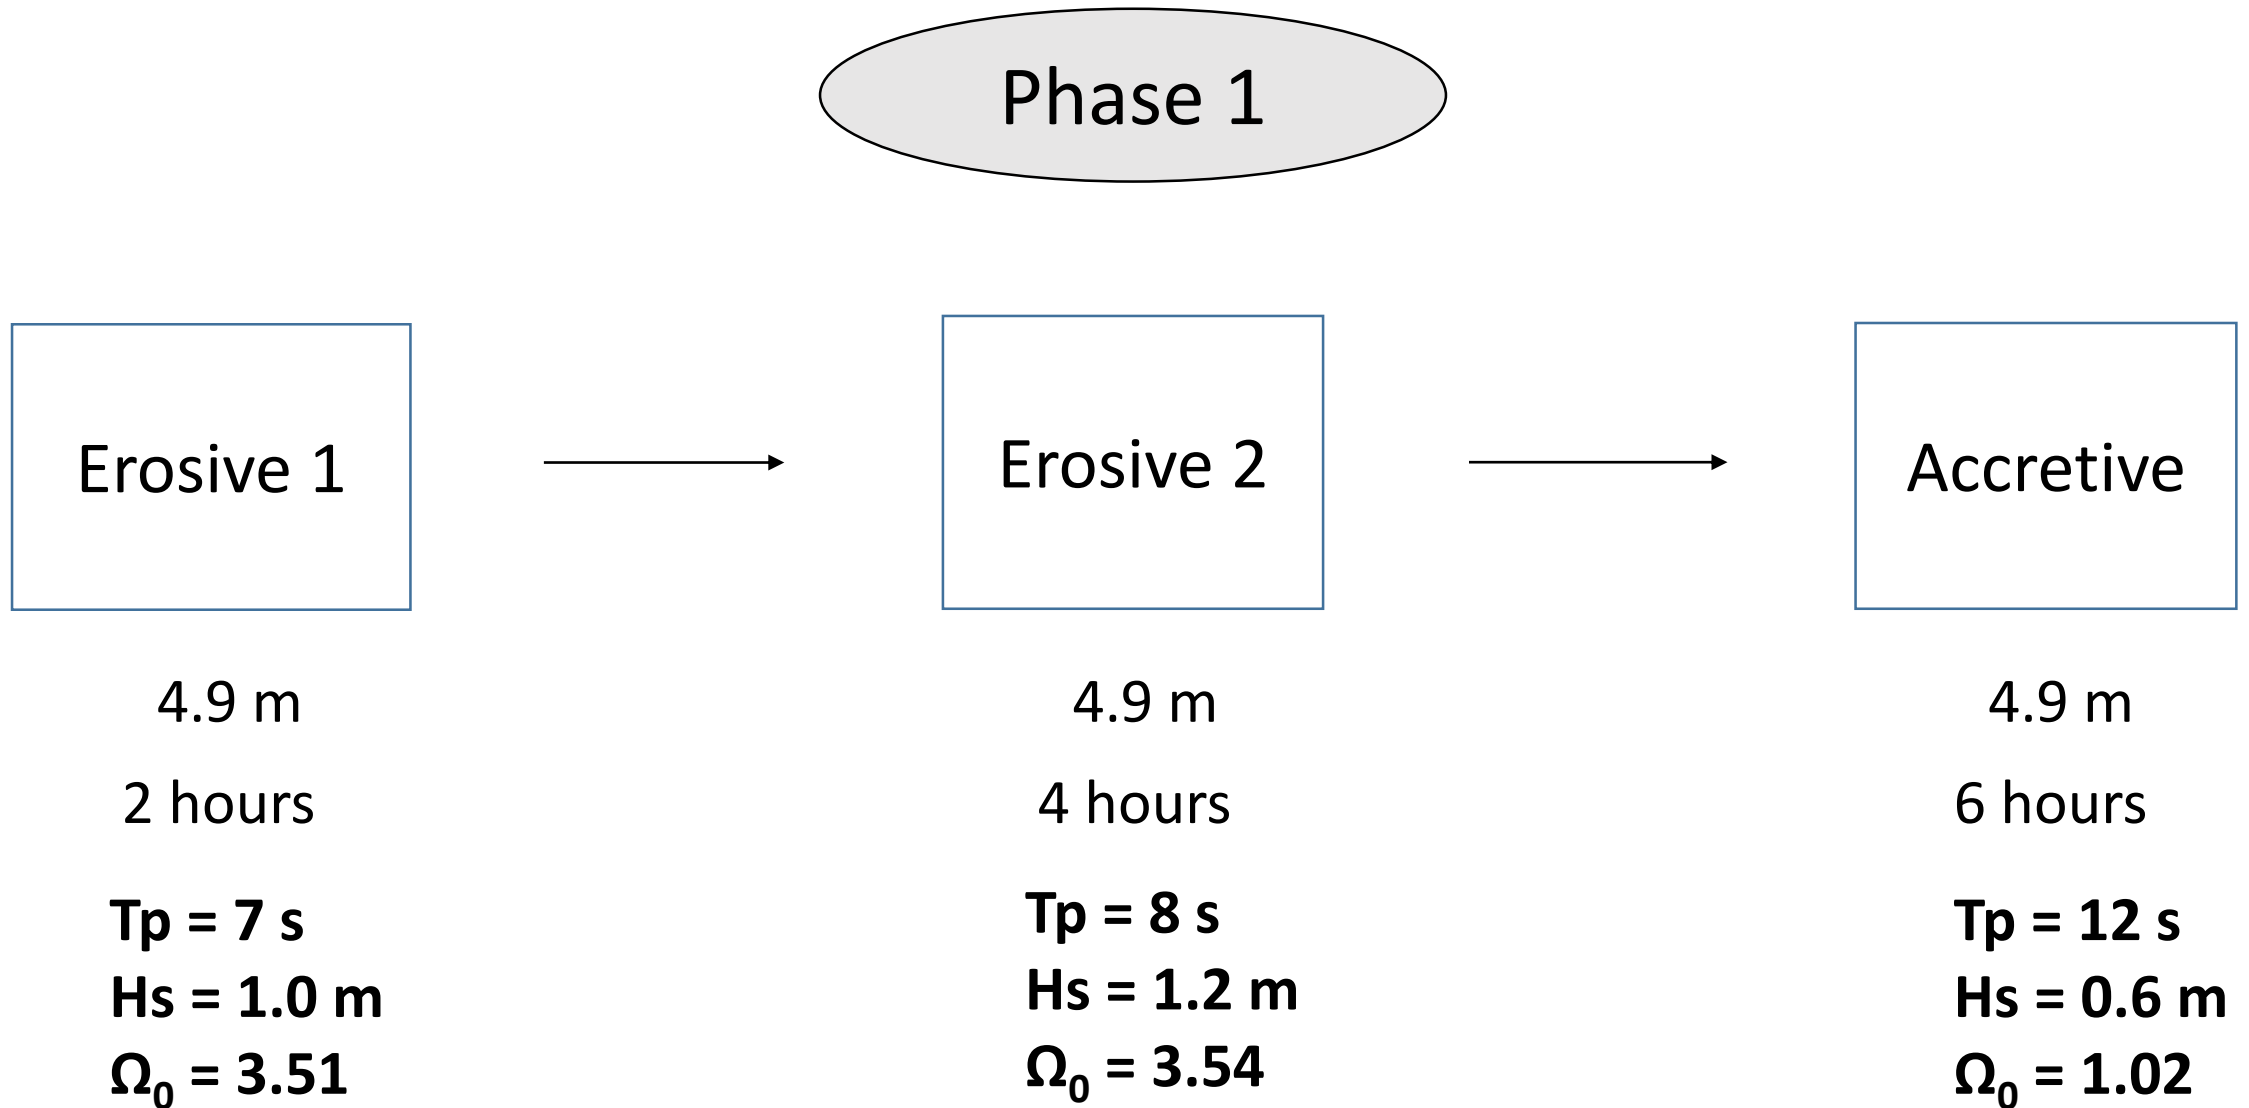 Phase 1
Erosive 1
Erosive 2
Accretive
4.9 m
4.9 m
4.9 m
2 hours
4 hours
6 hours
Tp = 7 s
Hs = 1.0 m
Ω₀ = 3.51
Tp = 8 s
Hs = 1.2 m
Ω₀ = 3.54
Tp = 12 s
Hs = 0.6 m
Ω₀ = 1.02